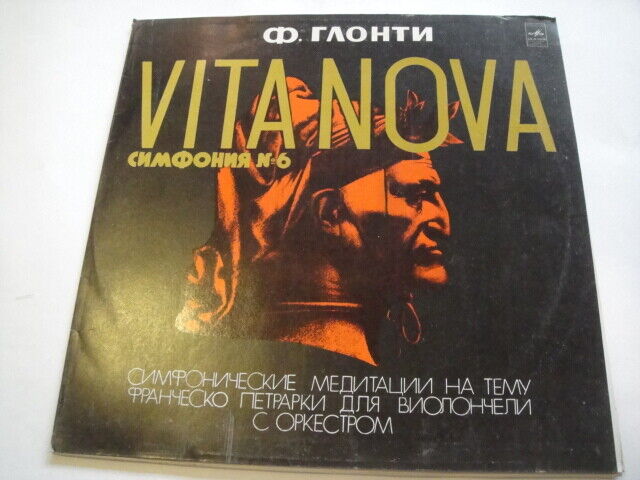 Ф. ГЛОНТИ
VITA NOVA
СИМФОНИЯ №6
СИМФОНИЧЕСКИЕ МЕДИТАЦИИ НА ТЕМУ
ФРАНЧЕСКО ПЕТРАРКИ ДЛЯ ВИОЛОНЧЕЛИ
С ОРКЕСТРОМ